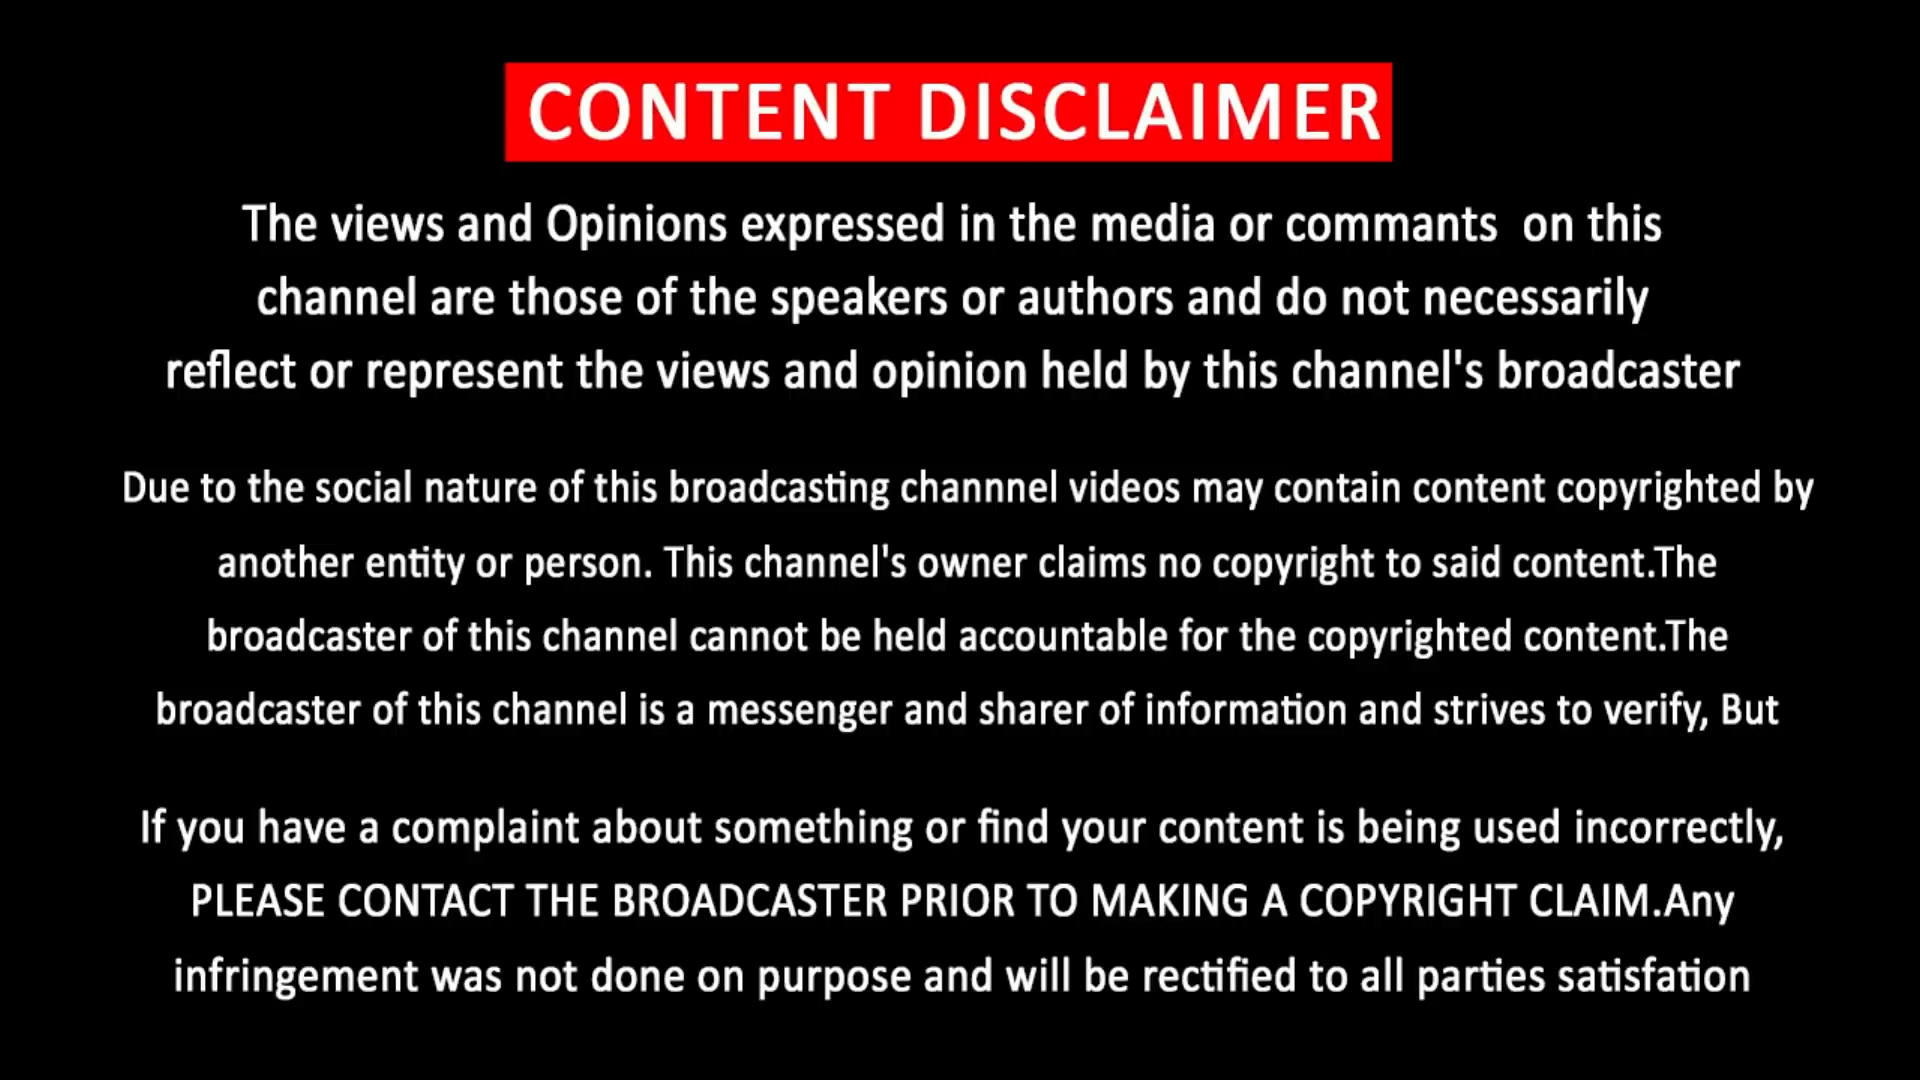 CONTENT DISCLAIMER
The views and Opinions expressed in the media or commants on this
channel are those of the speakers or authors and do not necessarily
reflect or represent the views and opinion held by this channel's broadcaster
Due to the social nature of this broadcasting channnel videos may contain content copyrighted by
another entity or person. This channel's owner claims no copyright to said content.The
broadcaster of this channel cannot be held accountable for the copyrighted content.The
broadcaster of this channel is a messenger and sharer of information and strives to verify, But
If you have a complaint about something or find your content is being used incorrectly,
PLEASE CONTACT THE BROADCASTER PRIOR TO MAKING A COPYRIGHT CLAIM.Any
infringement was not done on purpose and will be rectified to all parties satisfation